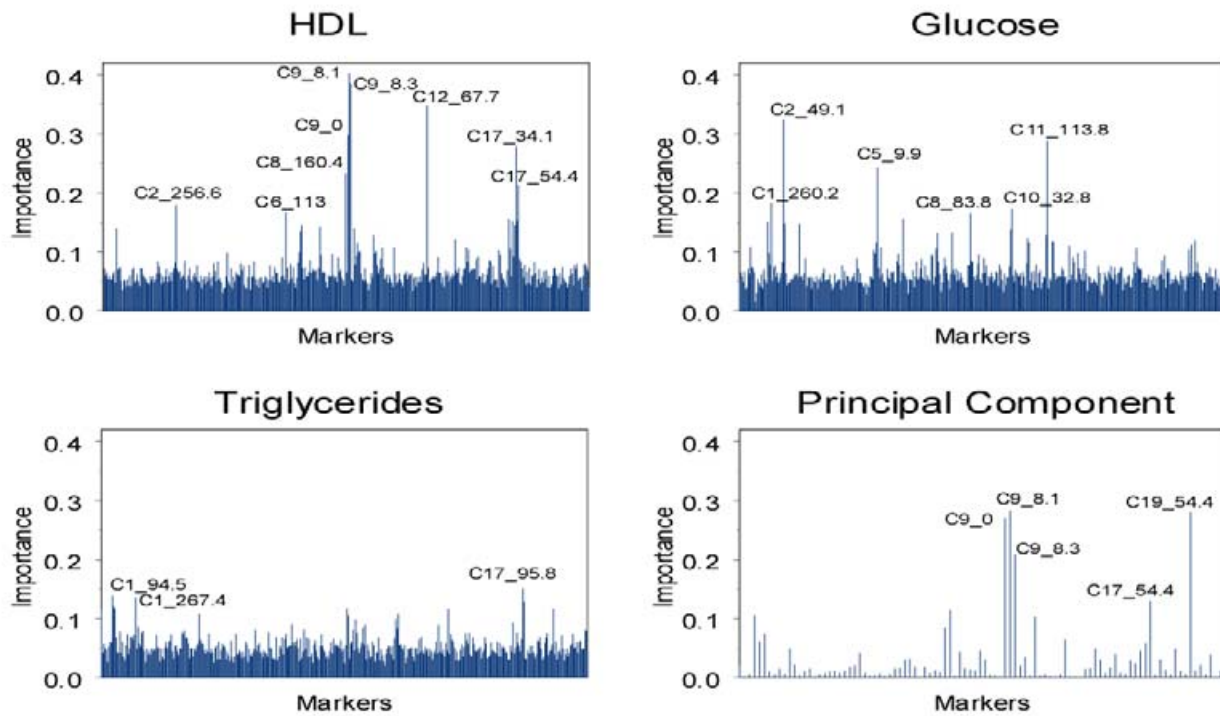 HDL
Importance
0.4
0.3
0.2
0.1
0.0
C9_8.1
C9_8.3
C12_67.7
C9_0
C17_34.1
C8_160.4
C17_54.4
C2_256.6
C6_113
Markers
Glucose
Importance
0.4
0.3
0.2
0.1
0.0
C2_49.1
C11_113.8
C5_9.9
C1_260.2
C8_83.8
C10_32.8
Markers
Triglycerides
Importance
0.4
0.3
0.2
0.1
0.0
C1_94.5
C1_267.4
C17_95.8
Markers
Principal Component
Importance
0.4
0.3
0.2
0.1
0.0
C9_8.1
C9_0
C19_54.4
C9_8.3
C17_54.4
Markers